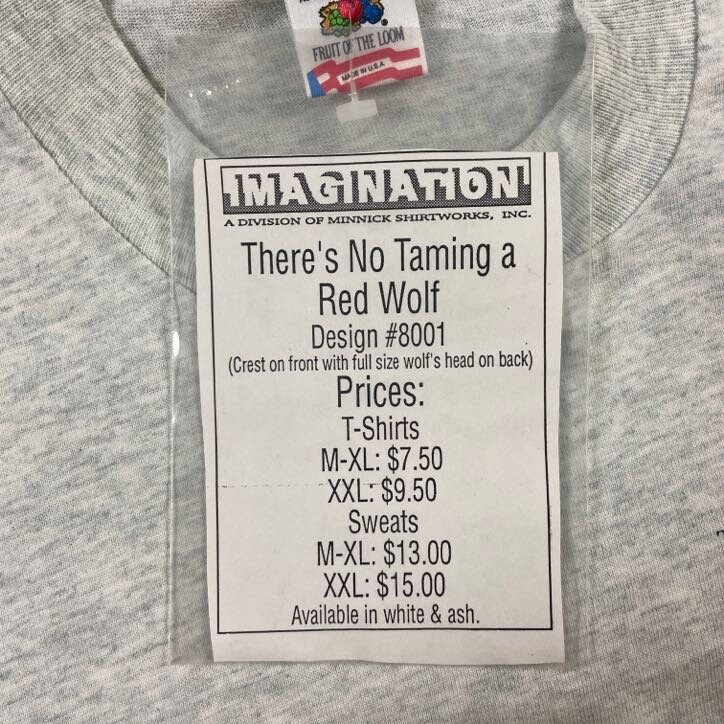 FRUIT OF THE LOOM
MADE IN U.S.A.
IMAGINATION!
A DIVISION OF MINNICK SHIRTWORKS, INC.
There's No Taming a
Red Wolf
Design #8001
(Crest on front with full size wolf's head on back)
Prices:
T-Shirts
M-XL: $7.50
XXL: $9.50
Sweats
M-XL: $13.00
XXL: $15.00
Available in white & ash.